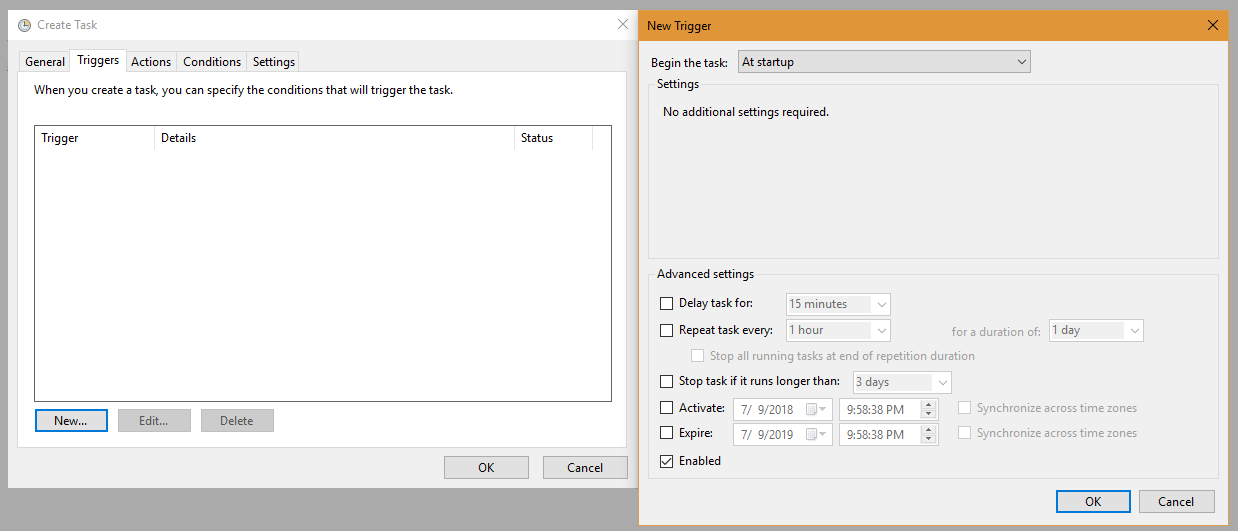 Create Task
General Triggers Actions Conditions Settings
When you create a task, you can specify the conditions that will trigger the task.
Trigger Details Status
New... Edit... Delete
OK Cancel
New Trigger
Begin the task: At startup
Settings
No additional settings required.
Advanced settings
Delay task for: 15 minutes
Repeat task every: 1 hour for a duration of: 1 day
Stop all running tasks at end of repetition duration
Stop task if it runs longer than: 3 days
Activate: 7/ 9/2018 9:58:38 PM Synchronize across time zones
Expire: 7/ 9/2019 9:58:38 PM Synchronize across time zones
Enabled
OK Cancel